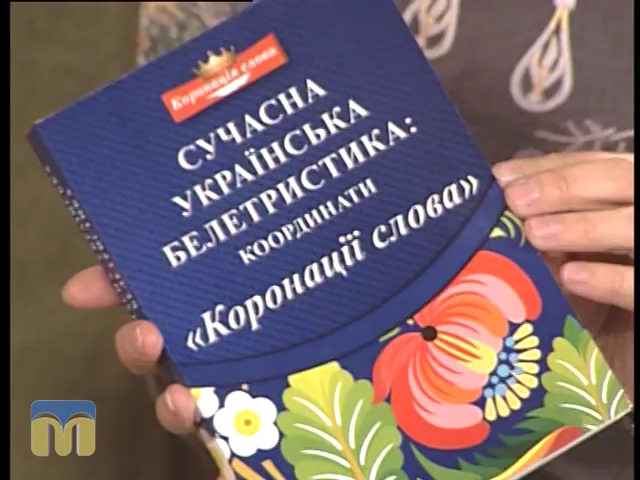 Коронація слова
СУЧАСНА
УКРАЇНСЬКА
БЕЛЕТРИСТИКА:
КООРДИНАТИ
«Коронації слова»
M